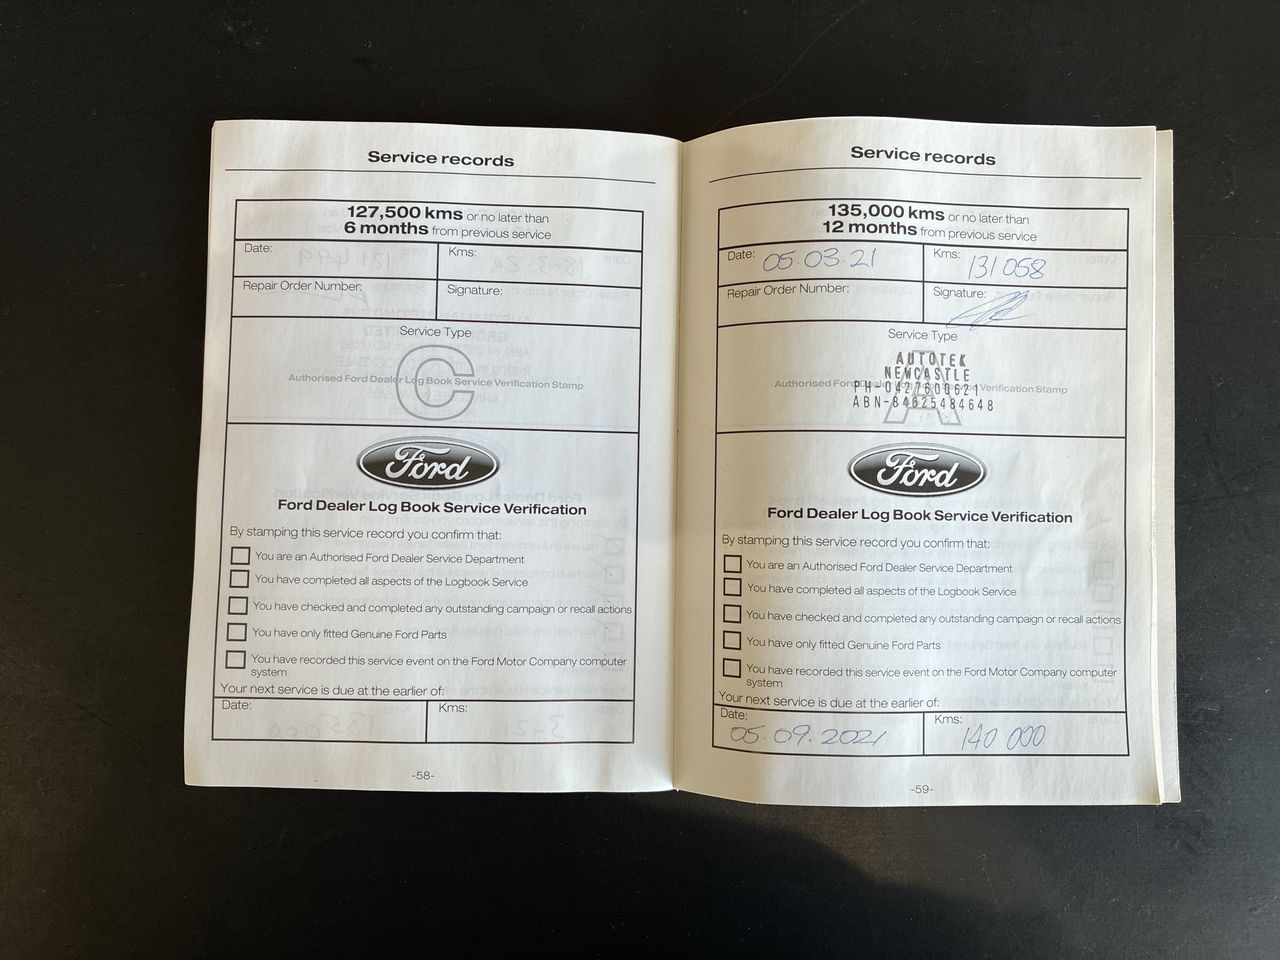 Service records
127,500 kms or no later than
6 months from previous service
Date:
Kms:
Repair Order Number:
Signature:
Service Type
C
Authorised Ford Dealer Log Book Service Verification Stamp
Ford
Ford Dealer Log Book Service Verification
By stamping this service record you confirm that:
You are an Authorised Ford Dealer Service Department
You have completed all aspects of the Logbook Service
You have checked and completed any outstanding campaign or recall actions
You have only fitted Genuine Ford Parts
You have recorded this service event on the Ford Motor Company computer
system
Your next service is due at the earlier of:
Date:
Kms:
-58-
Service records
135,000 kms or no later than
12 months from previous service
Date: 05.03.21
Kms: 131 058
Repair Order Number:
Signature:
Service Type
A
AUTOTEK
NEWCASTLE
Authorised Ford Dealer Log Book Service Verification Stamp
PH-0427600621
ABN-84625484648
Ford
Ford Dealer Log Book Service Verification
By stamping this service record you confirm that:
You are an Authorised Ford Dealer Service Department
You have completed all aspects of the Logbook Service
You have checked and completed any outstanding campaign or recall actions
You have only fitted Genuine Ford Parts
You have recorded this service event on the Ford Motor Company computer
system
Your next service is due at the earlier of:
Date: 05.09.2021
Kms: 140 000
-59-